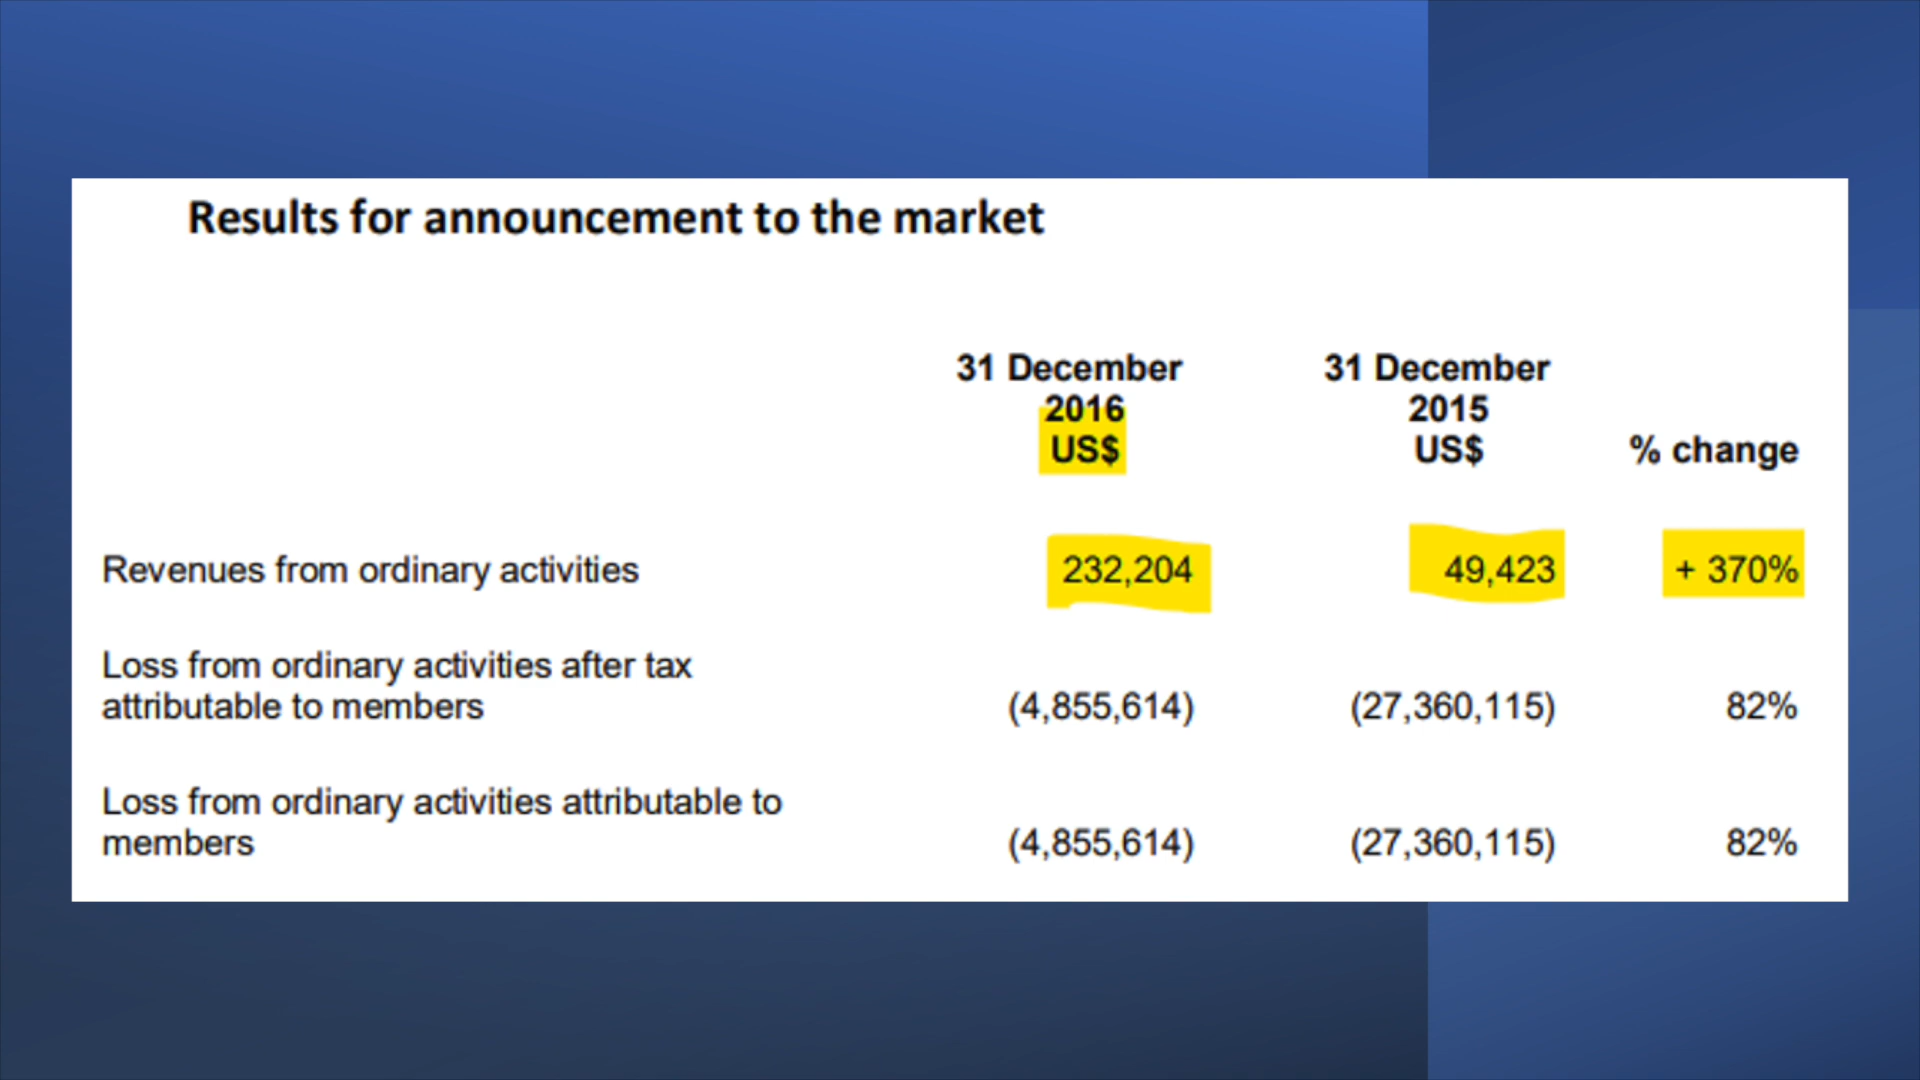 Results for announcement to the market
31 December 31 December
2016 2015
US$ US$ % change
Revenues from ordinary activities 232,204 49,423 + 370%
Loss from ordinary activities after tax
attributable to members (4,855,614) (27,360,115) 82%
Loss from ordinary activities attributable to
members (4,855,614) (27,360,115) 82%